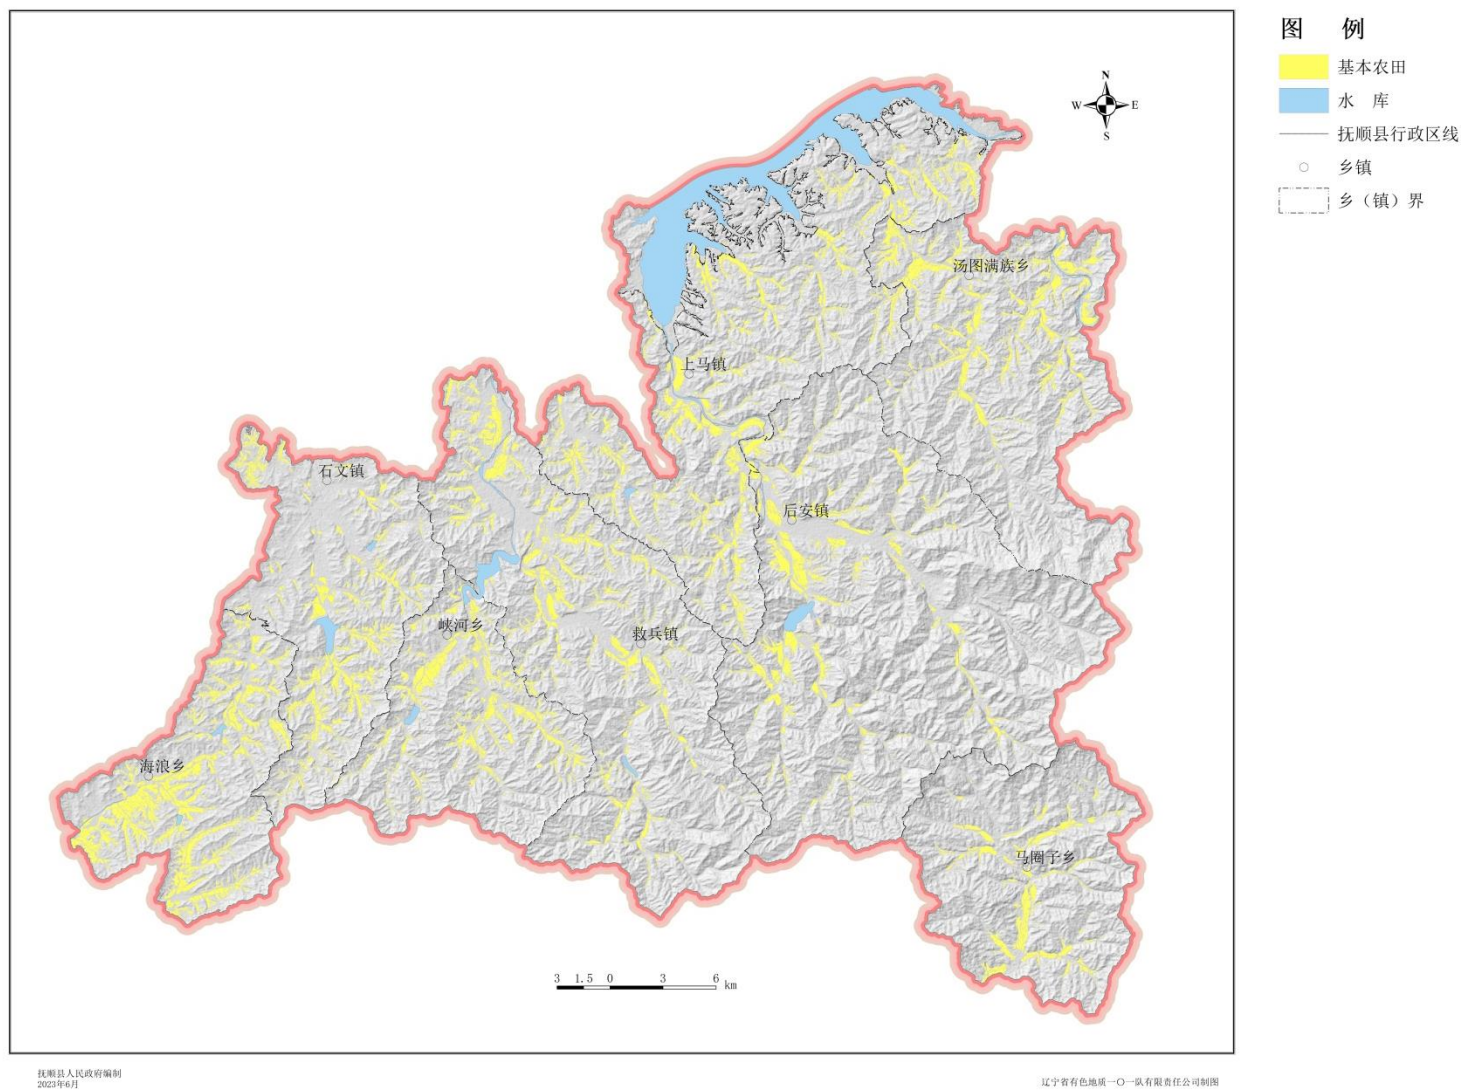 图 例
基本农田
水 库
抚顺县行政区线
乡镇
乡（镇）界
N
W E
S
汤图满族乡
上马镇
石文镇
后安镇
峡河乡
救兵镇
海浪乡
马圈子乡
3 1.5 0 3 6 km
抚顺县人民政府编制
2023年6月
辽宁省有色地质一〇一队有限责任公司制图